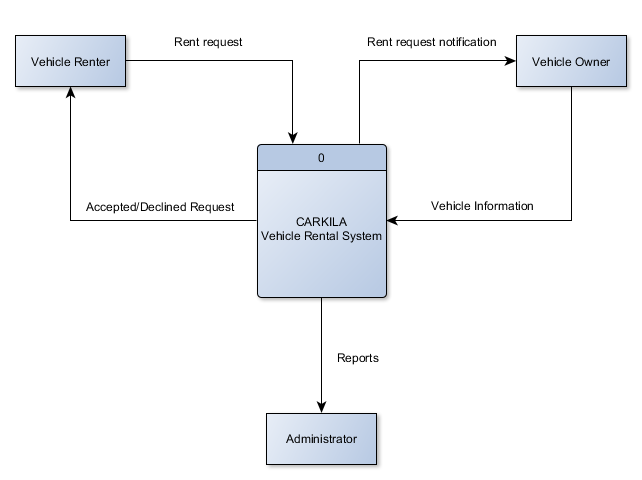 Rent request
Rent request notification
Vehicle Renter
Vehicle Owner
0
Accepted/Declined Request
Vehicle Information
CARKILA
Vehicle Rental System
Reports
Administrator